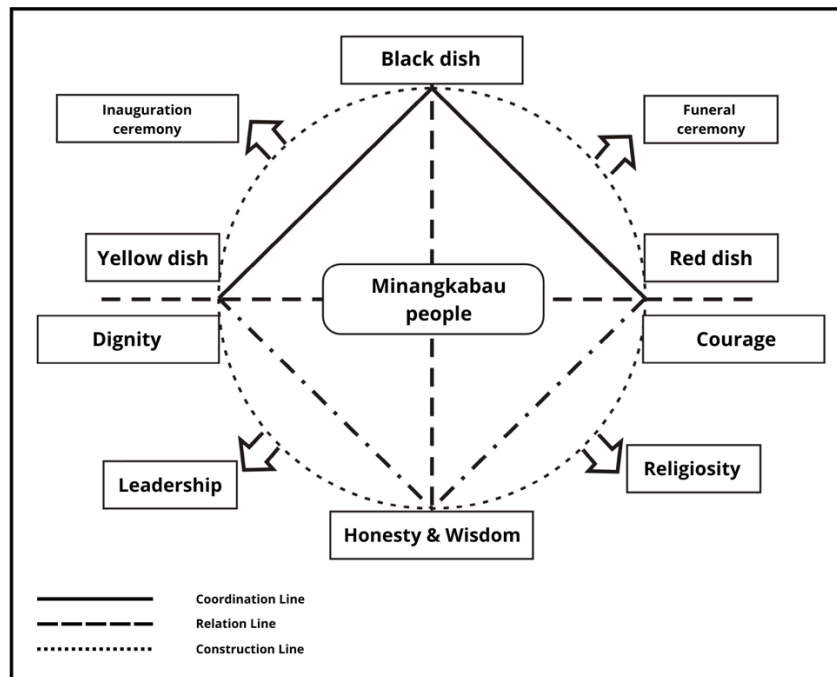 Black dish
Inauguration
ceremony
Funeral
ceremony
Yellow dish
Red dish
Minangkabau
people
Dignity
Courage
Leadership
Religiosity
Honesty & Wisdom
Coordination Line
Relation Line
Construction Line